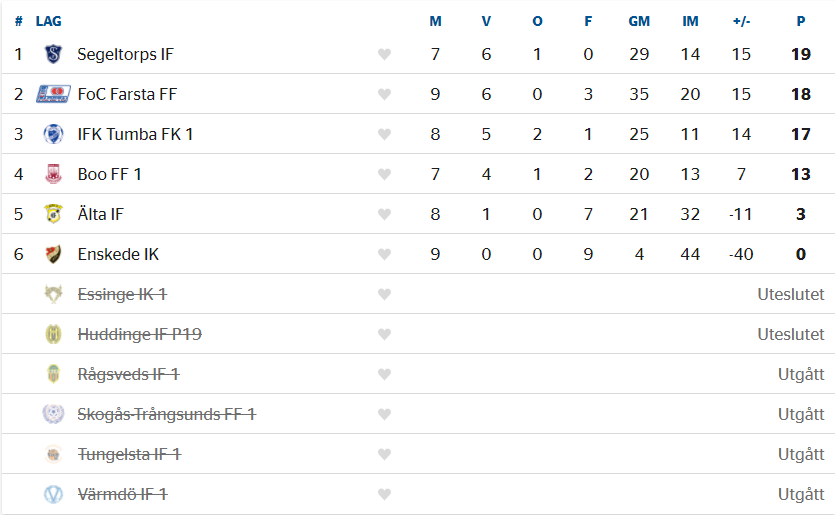 # LAG M V O F GM IM +/- P
1 Segeltorps IF 7 6 1 0 29 14 15 19
2 FoC Farsta FF 9 6 0 3 35 20 15 18
3 IFK Tumba FK 1 8 5 2 1 25 11 14 17
4 Boo FF 1 7 4 1 2 20 13 7 13
5 Älta IF 8 1 0 7 21 32 -11 3
6 Enskede IK 9 0 0 9 4 44 -40 0
Essinge IK 1 Uteslutet
Huddinge IF P19 Uteslutet
Rågsveds IF 1 Utgått
Skogås-Trångsunds FF 1 Utgått
Tungelsta IF 1 Utgått
Värmdö IF 1 Utgått